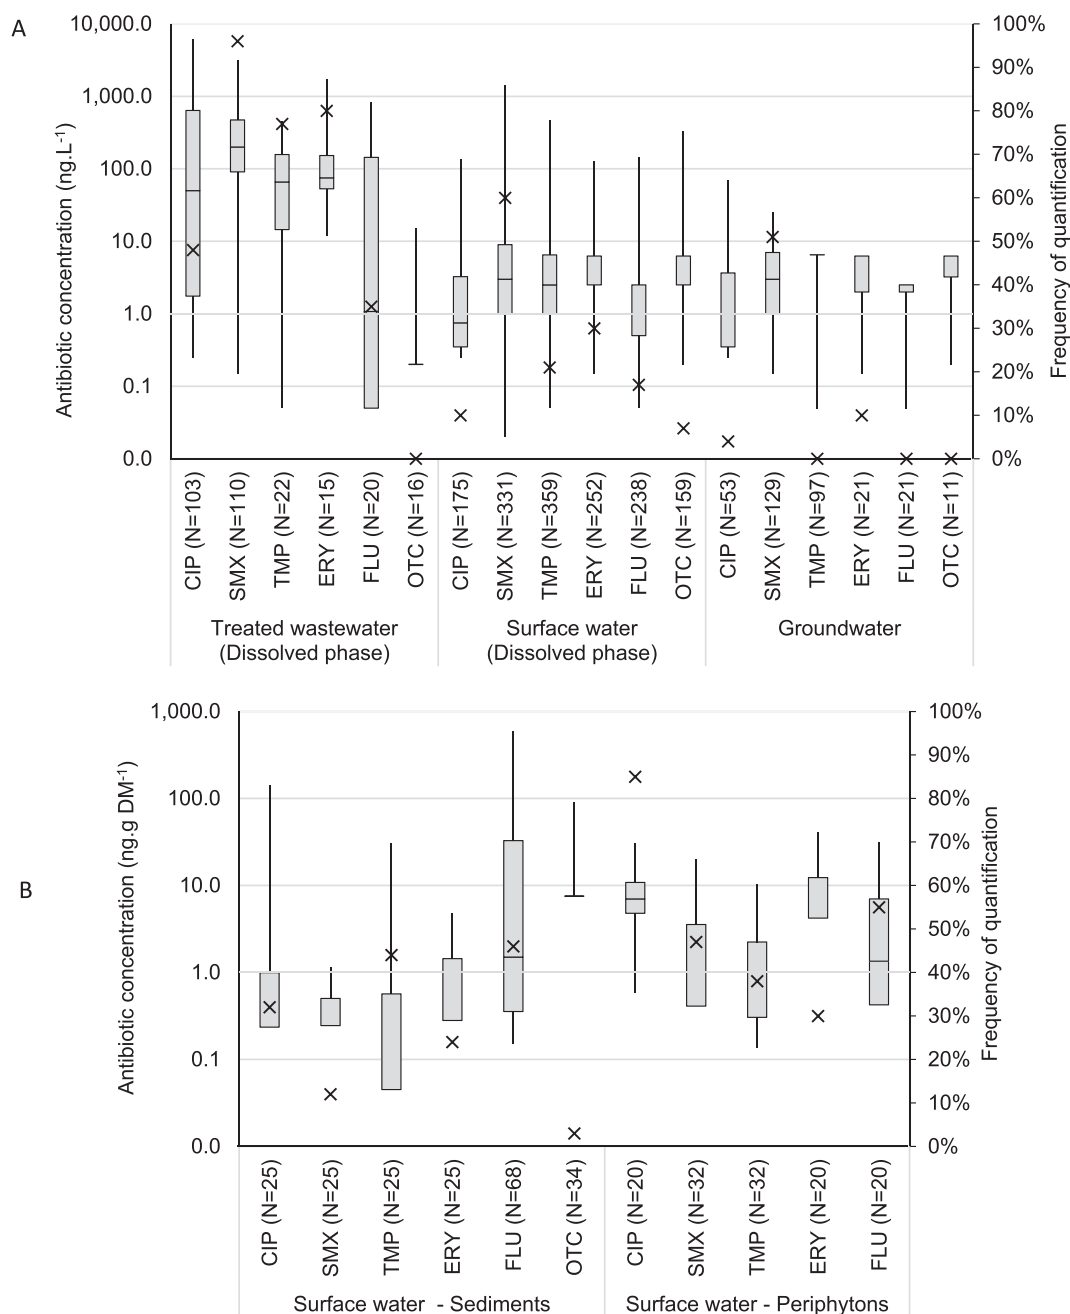 A
10,000.0
1,000.0
100.0
10.0
1.0
0.1
0.0
Antibiotic concentration (ng.L-1)
100%
90%
80%
70%
60%
50%
40%
30%
20%
10%
0%
Frequency of quantification
CIP (N=103)
SMX (N=110)
TMP (N=222)
ERY (N=15)
FLU (N=20)
OTC (N=16)
CIP (N=175)
SMX (N=331)
TMP (N=359)
ERY (N=252)
FLU (N=238)
OTC (N=159)
CIP (N=53)
SMX (N=129)
TMP (N=97)
ERY (N=21)
FLU (N=21)
OTC (N=11)
Treated wastewater
(Dissolved phase)
Surface water
(Dissolved phase)
Groundwater
B
1,000.0
100.0
10.0
1.0
0.1
0.0
Antibiotic concentration (ng.g DM-1)
100%
90%
80%
70%
60%
50%
40%
30%
20%
10%
0%
Frequency of quantification
CIP (N=25)
SMX (N=25)
TMP (N=25)
ERY (N=25)
FLU (N=68)
OTC (N=34)
CIP (N=20)
SMX (N=32)
TMP (N=32)
ERY (N=20)
FLU (N=20)
Surface water - Sediments
Surface water - Periphytons